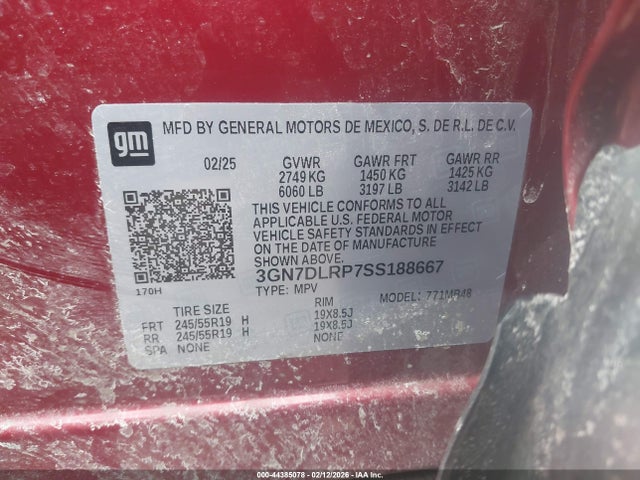 gm
MFD BY GENERAL MOTORS DE MEXICO, S. DE R.L. DE C.V.
02/25 GVWR GAWR FRT GAWR RR
2749 KG 1450 KG 1425 KG
6060 LB 3197 LB 3142 LB
THIS VEHICLE CONFORMS TO ALL
APPLICABLE U.S. FEDERAL MOTOR
VEHICLE SAFETY STANDARDS IN EFFECT
ON THE DATE OF MANUFACTURE
SHOWN ABOVE.
170H
3GN7DLRP7SS188667
TYPE: MPV MODEL: 771MB48
TIRE SIZE RIM
FRT 245/55R19 H 19X8.5J
RR 245/55R19 H 19X8.5J
SPA NONE NONE
000-44385078 - 02/12/2026 - IAA Inc.